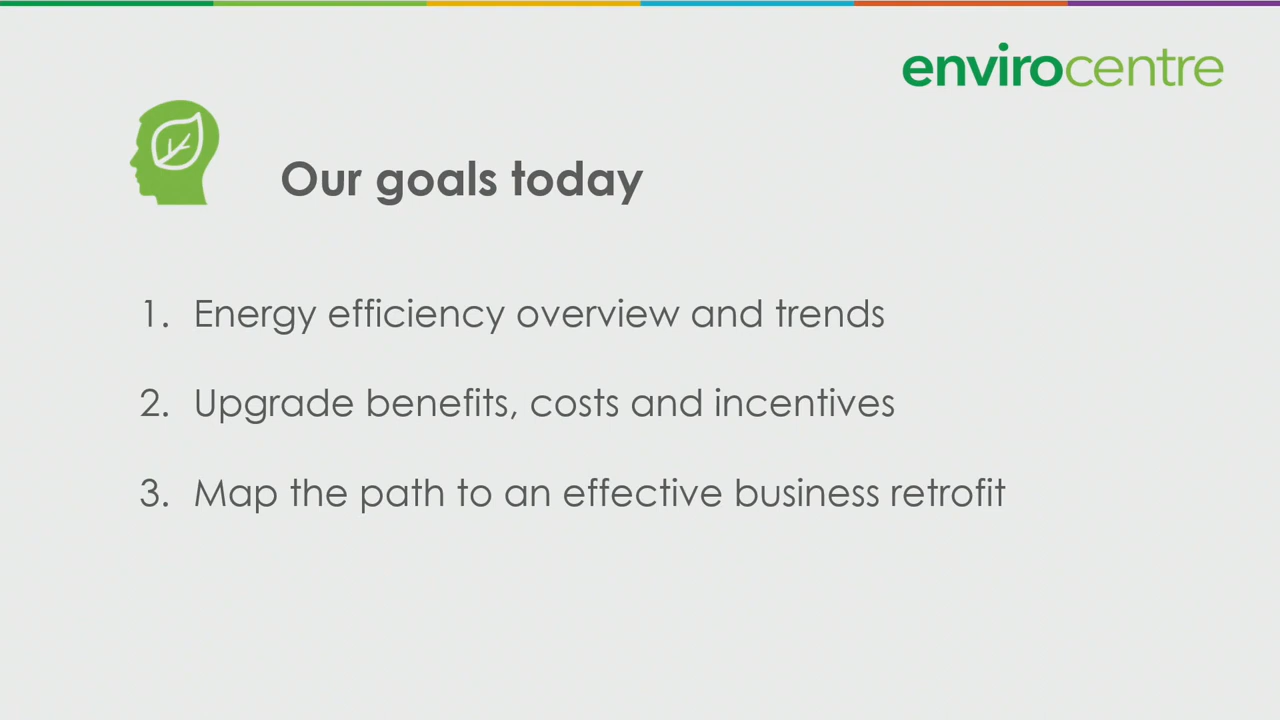 envirocentre
Our goals today
1. Energy efficiency overview and trends
2. Upgrade benefits, costs and incentives
3. Map the path to an effective business retrofit